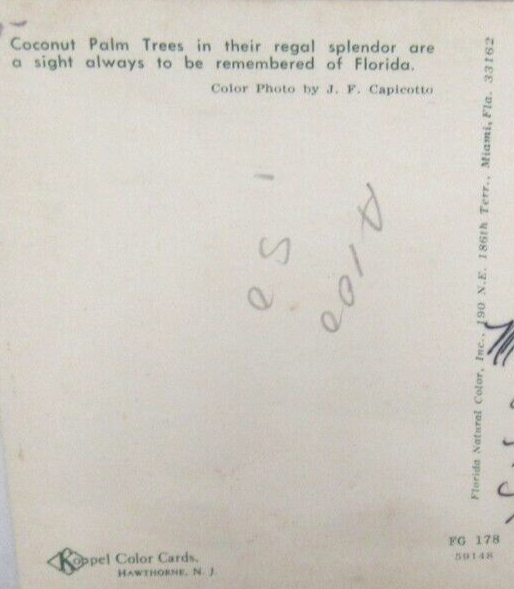 Coconut Palm Trees in their regal splendor are
a sight always to be remembered of Florida.
Color Photo by J. F. Capicotto
Florida Natural Color, Inc., 190 N.E. 186th Terr., Miami, Fla. 33162
Koppel Color Cards.
HAWTHORNE, N. J.
FG 178
59148